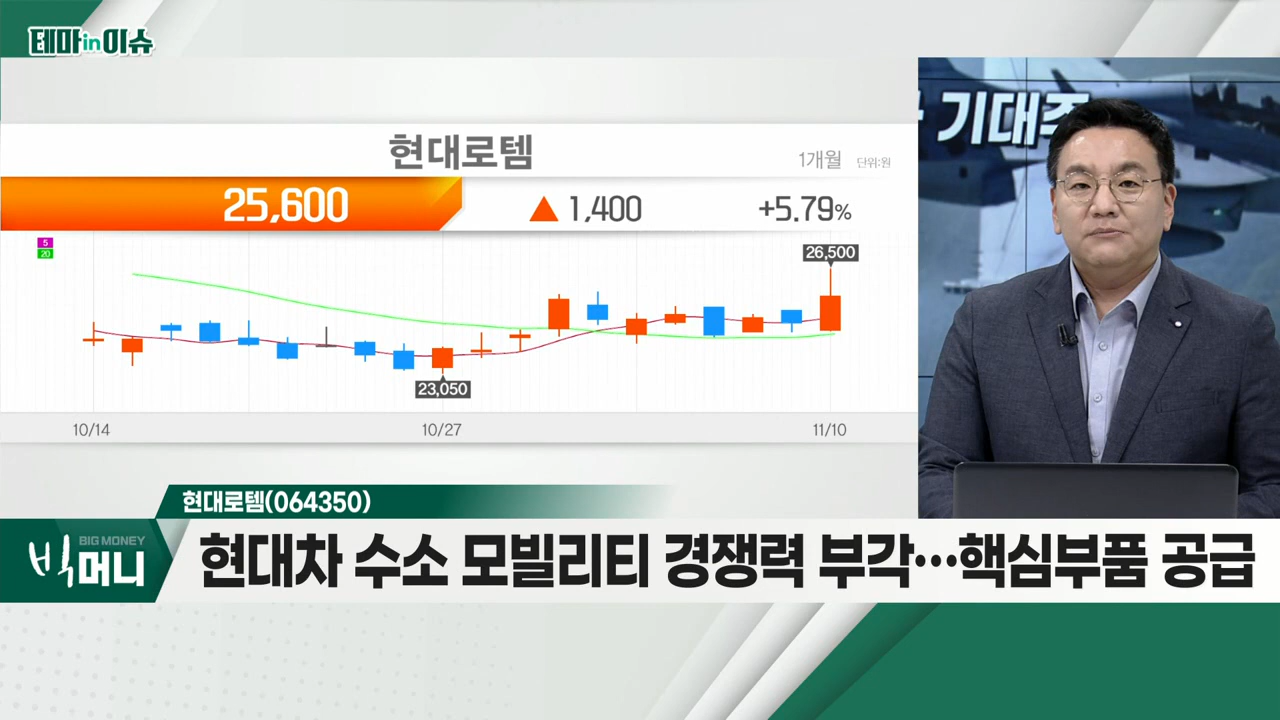 테마in이슈
기대주
현대로템
1개월 단위:원
25,600 ▲ 1,400 +5.79%
5
20
26,500
23,050
10/14 10/27 11/10
현대로템(064350)
BIG MONEY
빅머니
현대차 수소 모빌리티 경쟁력 부각…핵심부품 공급